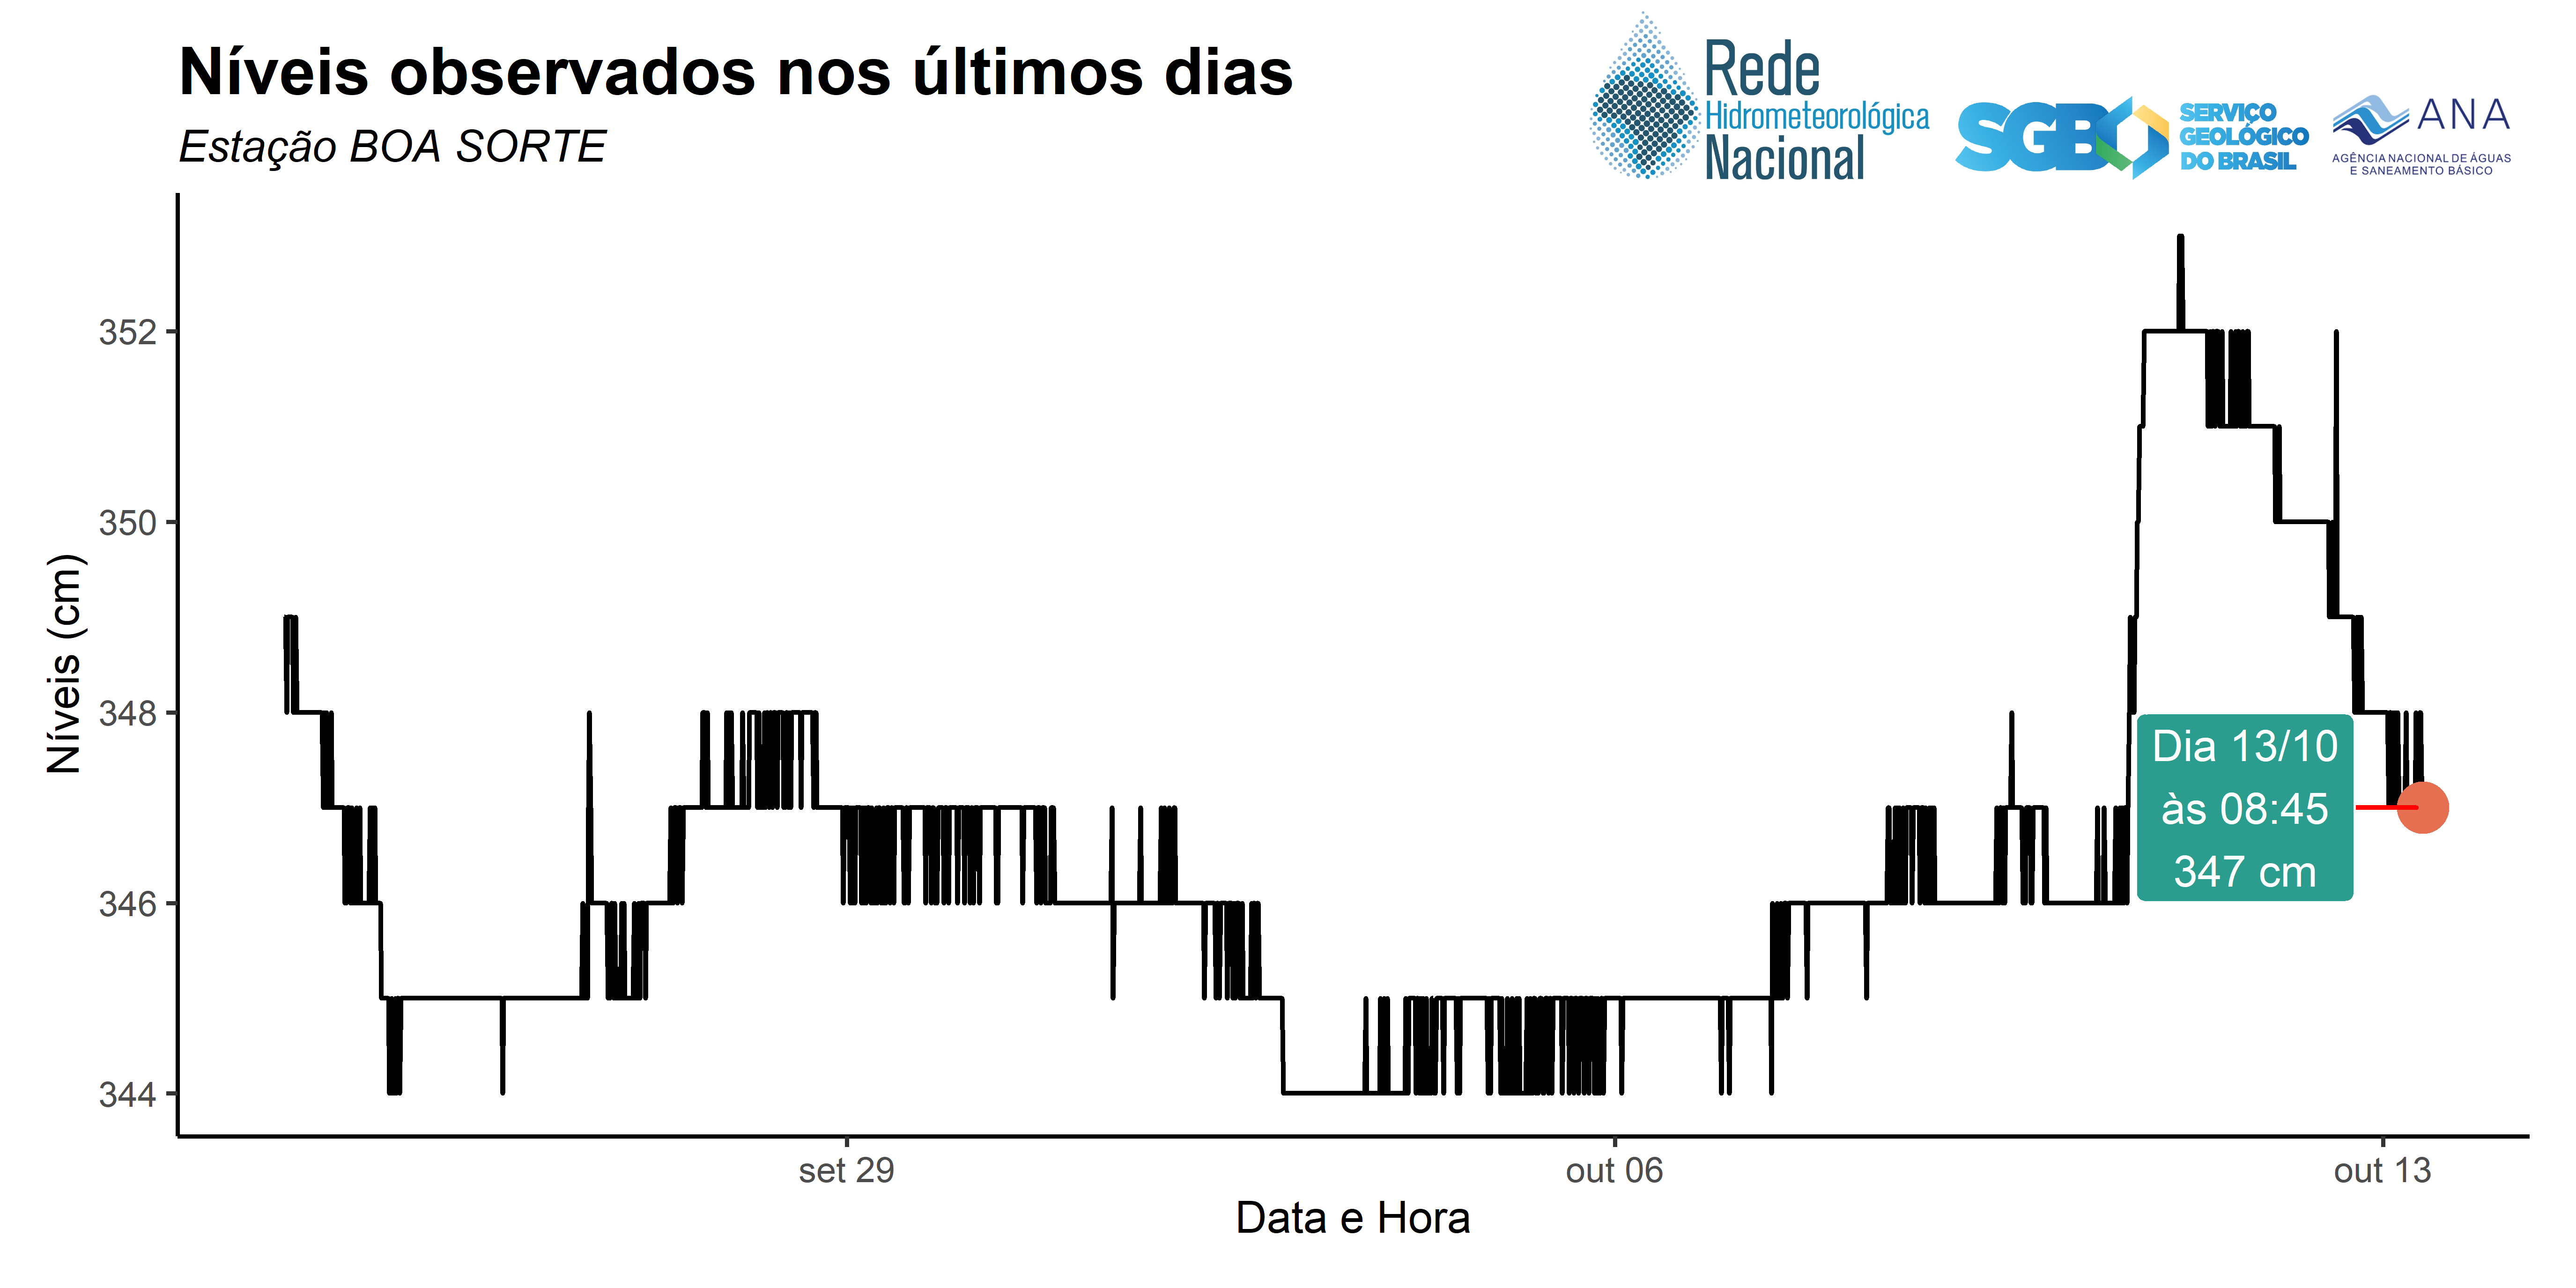 Níveis observados nos últimos dias
Estação BOA SORTE
Rede
Hidrometeorológica
Nacional
SGB
SERVIÇO
GEOLÓGICO
DO BRASIL
ANA
AGÊNCIA NACIONAL DE ÁGUAS
E SANEAMENTO BÁSICO
Níveis (cm)
352
350
348
346
344
Dia 13/10
às 08:45
347 cm
set 29
out 06
out 13
Data e Hora